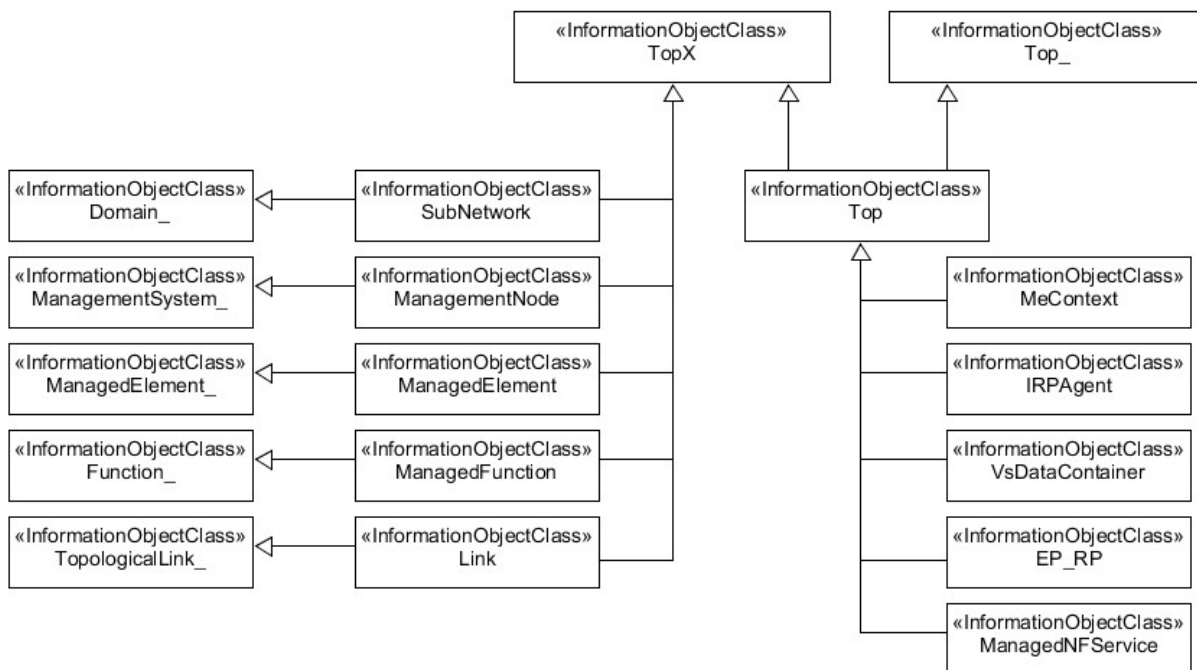 «InformationObjectClass»
TopX
«InformationObjectClass»
Top_
«InformationObjectClass»
Domain_
«InformationObjectClass»
SubNetwork
«InformationObjectClass»
Top
«InformationObjectClass»
ManagementSystem_
«InformationObjectClass»
ManagementNode
«InformationObjectClass»
MeContext
«InformationObjectClass»
ManagedElement_
«InformationObjectClass»
ManagedElement
«InformationObjectClass»
IRPAgent
«InformationObjectClass»
Function_
«InformationObjectClass»
ManagedFunction
«InformationObjectClass»
VsDataContainer
«InformationObjectClass»
TopologicalLink_
«InformationObjectClass»
Link
«InformationObjectClass»
EP_RP
«InformationObjectClass»
ManagedNFService